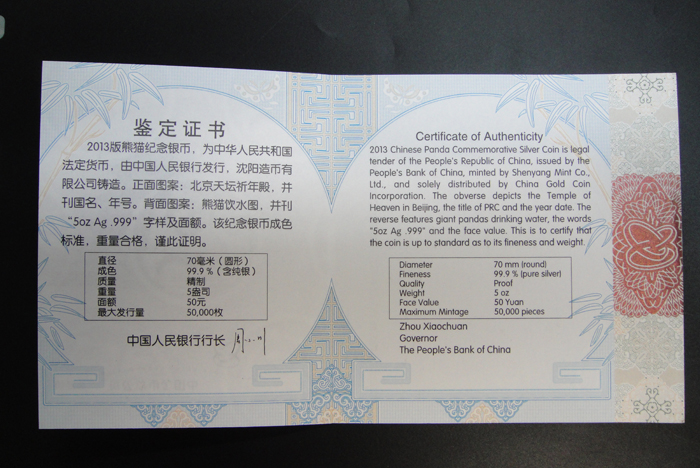 鉴定证书
2013版熊猫纪念银币，为中华人民共和国
法定货币，由中国人民银行发行，沈阳造币有
限公司铸造。正面图案：北京天坛祈年殿，并
刊国名、年号。背面图案：熊猫饮水图，并刊
“5oz Ag .999”字样及面额。该纪念银币成色
标准，重量合格，谨此证明。
直径 70毫米（圆形）
成色 99.9%（含纯银）
质量 精制
重量 5盎司
面额 50元
最大发行量 50,000枚
中国人民银行行长
Certificate of Authenticity
2013 Chinese Panda Commemorative Silver Coin is legal
tender of the People's Republic of China, issued by the
People's Bank of China, minted by Shenyang Mint Co.,
Ltd., and solely distributed by China Gold Coin
Incorporation. The obverse depicts the Temple of
Heaven in Beijing, the title of PRC and the year date. The
reverse features giant pandas drinking water, the words
"5oz Ag .999" and the face value. This is to certify that
the coin is up to standard as to its fineness and weight.
Diameter 70 mm (round)
Fineness 99.9 % (pure silver)
Quality Proof
Weight 5 oz
Face Value 50 Yuan
Maximum Mintage 50,000 pieces
Zhou Xiaochuan
Governor
The People's Bank of China